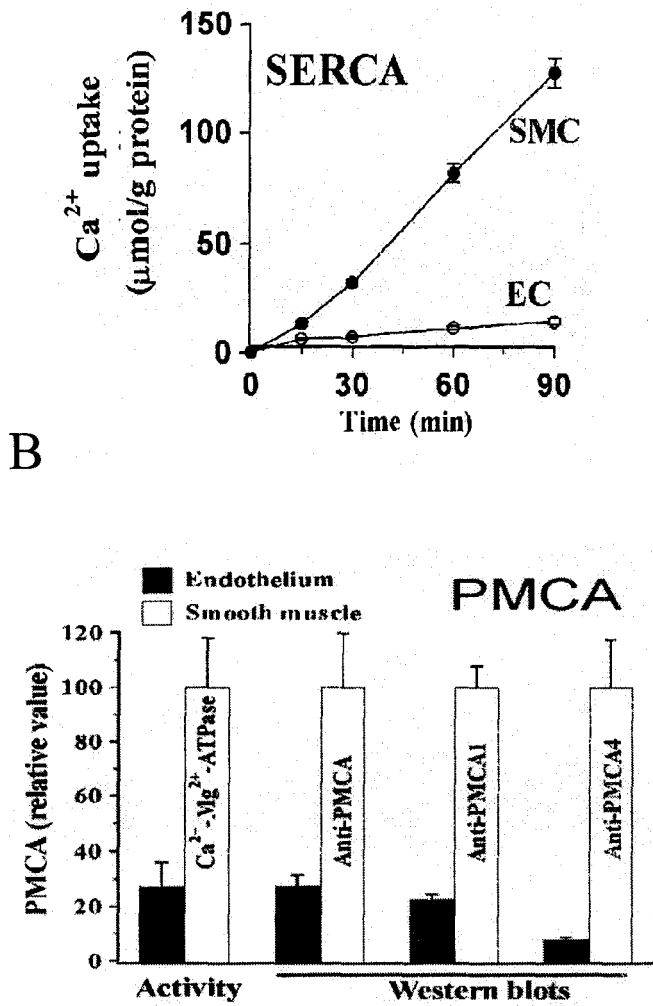 150
SERCA
Ca2+ uptake
(µmol/g protein)
100
SMC
50
EC
0
0 30 60 90
Time (min)
B
Endothelium
Smooth muscle
PMCA
PMCA (relative value)
120
100
80
60
40
20
0
Ca2−-Mg2+-ATPase
Anti-PMCA
Anti-PMCA1
Anti-PMCA4
Activity
Western blots